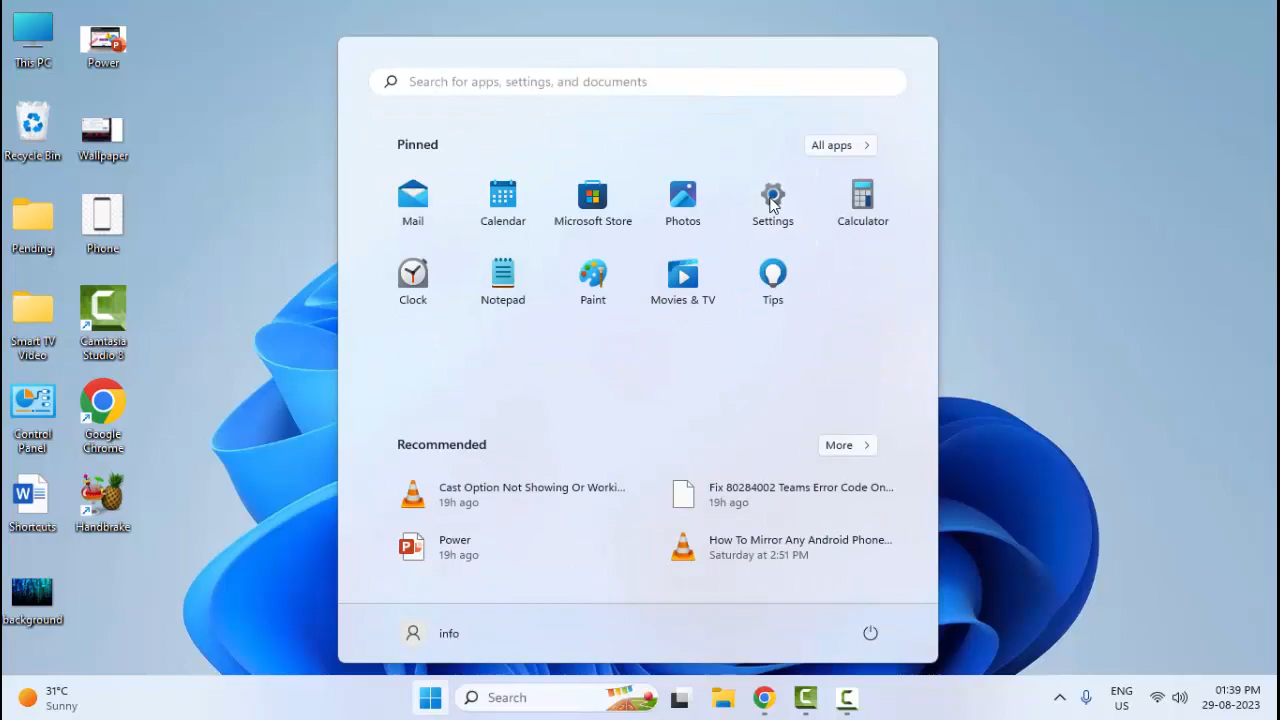 This PC
Power
Recycle Bin
Wallpaper
Pending
Phone
Smart TV
Video
Camtasia
Studio 8
Control
Panel
Google
Chrome
Shortcuts
Handbrake
background
Search for apps, settings, and documents
Pinned
All apps
Mail
Calendar
Microsoft Store
Photos
Settings
Calculator
Clock
Notepad
Paint
Movies & TV
Tips
Recommended
More
Cast Option Not Showing Or Worki...
19h ago
Fix 80284002 Teams Error Code On...
19h ago
Power
19h ago
How To Mirror Any Android Phone...
Saturday at 2:51 PM
info
31°C
Sunny
Search
ENG
US
01:39 PM
29-08-2023